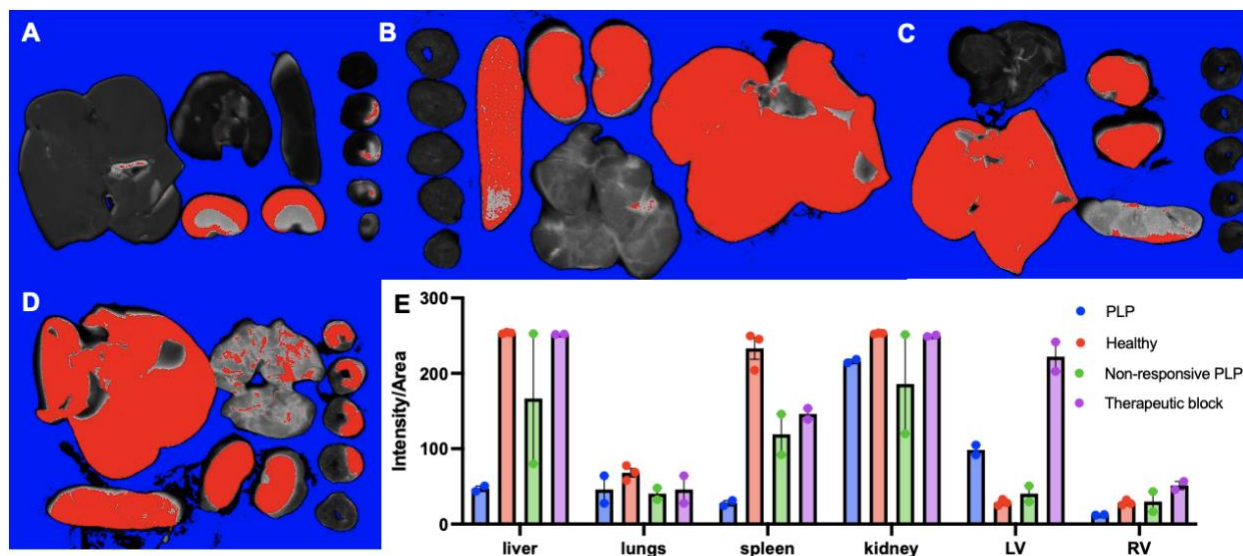 A
B
C
D
E
300
200
100
0
Intensity/Area
PLP
Healthy
Non-responsive PLP
Therapeutic block
liver lungs spleen kidney LV RV